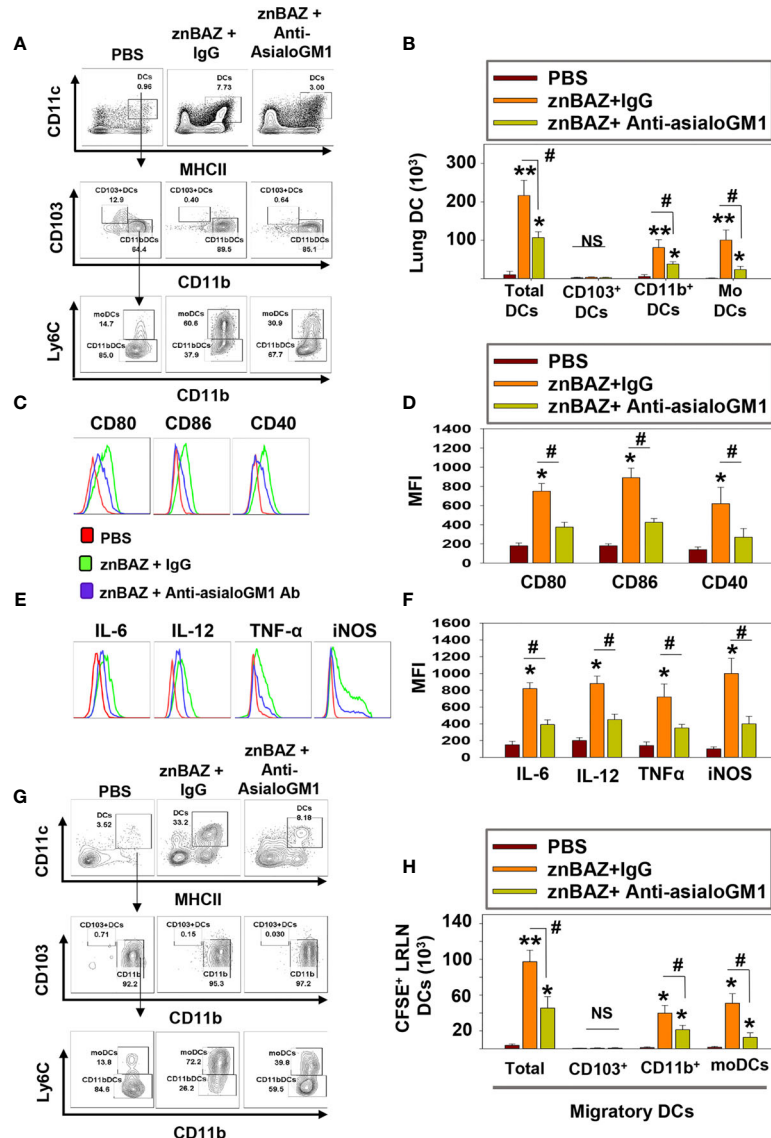 A
PBS
znBAZ + IgG
znBAZ + Anti-AsialoGM1
CD11c
DCs 0.96
DCs 7.73
DCs 3.00
MHCII
CD103
CD103+DCs 12.9
CD11bDCs 64.4
CD103+DCs 0.40
CD11bDCs 89.5
CD103+DCs 0.64
CD11bDCs 85.1
CD11b
Ly6C
moDCs 14.7
CD11bDCs 85.0
moDCs 60.6
CD11bDCs 37.9
moDCs 30.9
CD11bDCs 67.7
CD11b
B
PBS
znBAZ+IgG
znBAZ+ Anti-asialoGM1
Lung DC (10³)
300
200
100
** * # NS ** * # ** * #
Total DCs
CD103⁺ DCs
CD11b⁺ DCs
Mo DCs
C
CD80 CD86 CD40
PBS
znBAZ + IgG
znBAZ + Anti-asialoGM1 Ab
D
PBS
znBAZ+IgG
znBAZ+ Anti-asialoGM1
MFI
1400
1200
1000
800
600
400
200
0
* # * # * #
CD80 CD86 CD40
E
IL-6 IL-12 TNF-α iNOS
F
MFI
1600
1400
1200
1000
800
600
400
200
0
* # * # * # * #
IL-6 IL-12 TNFα iNOS
G
PBS
znBAZ + IgG
znBAZ + Anti-AsialoGM1
CD11c
DCs 3.52
DCs 33.2
DCs 8.18
MHCII
CD103
CD103+DCs 0.71
CD11b 92.2
CD103+DCs 0.15
CD11b 95.3
CD103+DCs 0.030
CD11b 97.2
CD11b
Ly6C
moDCs 13.8
CD11bDCs 84.6
moDCs 72.2
CD11bDCs 26.2
moDCs 39.8
CD11bDCs 59.5
CD11b
H
PBS
znBAZ+IgG
znBAZ+ Anti-asialoGM1
CFSE⁺ LRLN DCs (10³)
140
100
60
20
** * # NS * * # * * #
Total CD103⁺ CD11b⁺ moDCs
Migratory DCs